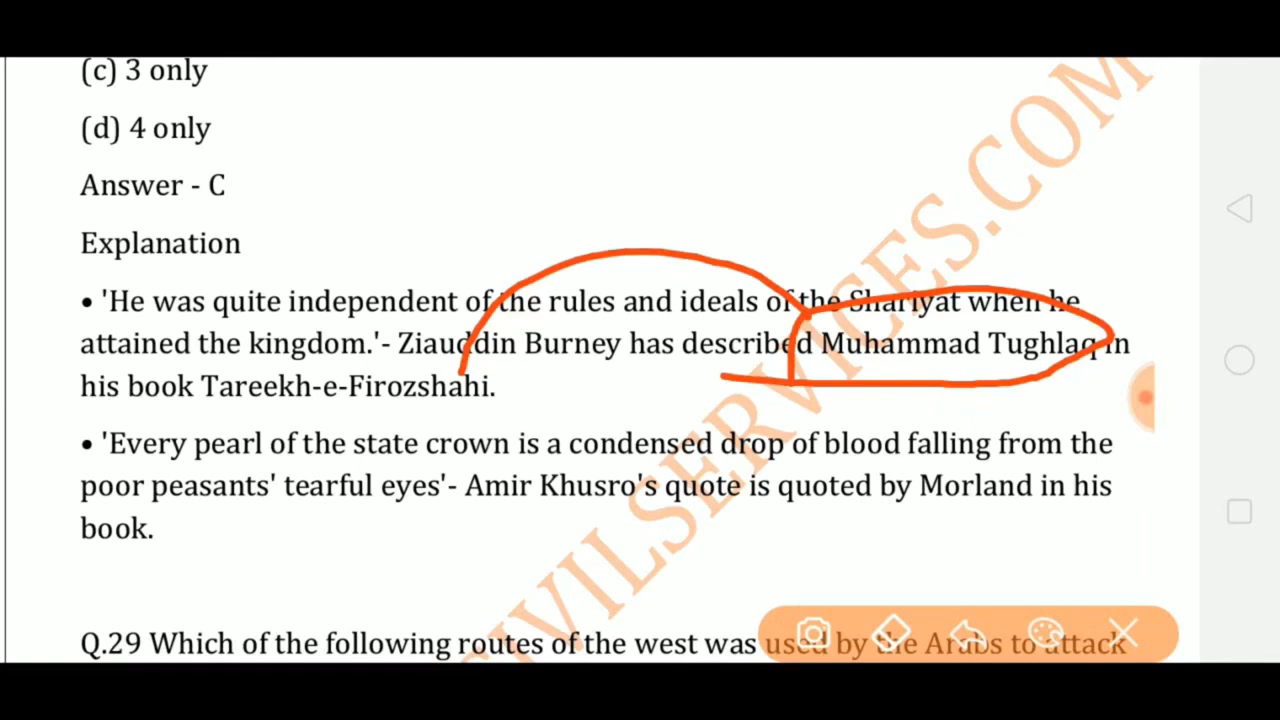 (c) 3 only
(d) 4 only
Answer - C
Explanation
• 'He was quite independent of the rules and ideals of the Shariyat when he
attained the kingdom.'- Ziauddin Burney has described Muhammad Tughlaq in
his book Tareekh-e-Firozshahi.
• 'Every pearl of the state crown is a condensed drop of blood falling from the
poor peasants' tearful eyes'- Amir Khusro's quote is quoted by Morland in his
book.
Q.29 Which of the following routes of the west was used by the Arabs to attack
CIVILSERVICES.COM